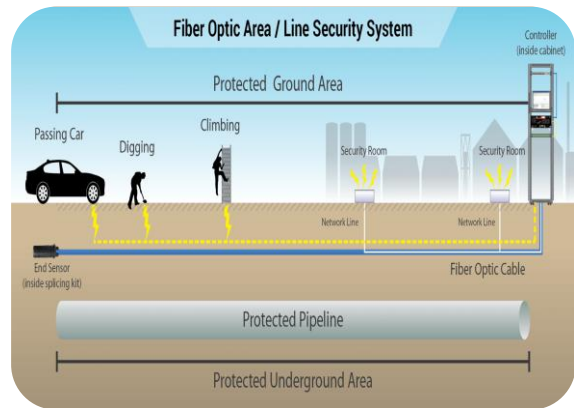 Fiber Optic Area / Line Security System
Controller
(inside cabinet)
Protected Ground Area
Passing Car
Digging
Climbing
Security Room
Security Room
Network Line
Network Line
End Sensor
(inside splicing kit)
Fiber Optic Cable
Protected Pipeline
Protected Underground Area